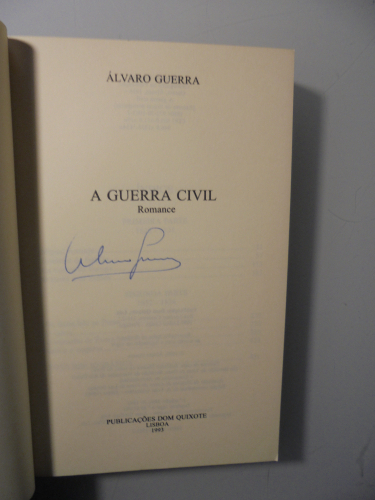 ÁLVARO GUERRA
A GUERRA CIVIL
Romance
PUBLICAÇÕES DOM QUIXOTE
LISBOA
1993